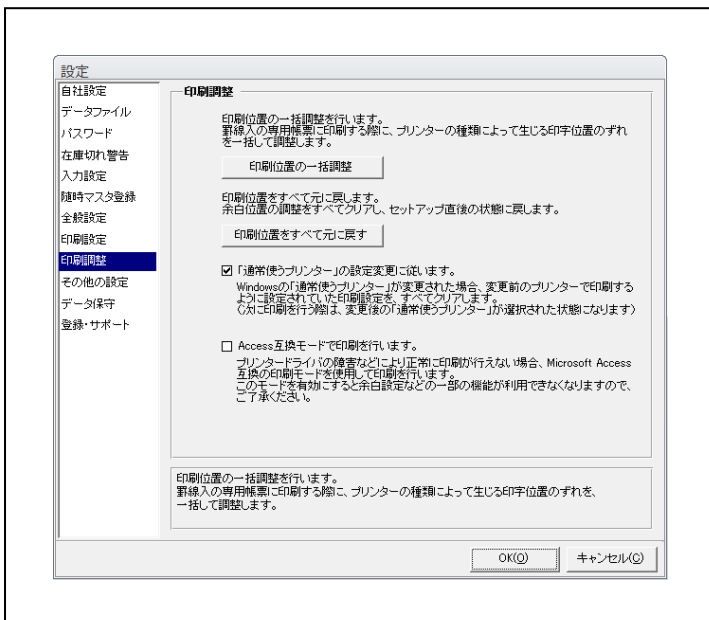 設定
自社設定
データファイル
パスワード
在庫切れ警告
入力設定
随時マスタ登録
全般設定
印刷設定
印刷調整
その他の設定
データ保守
登録・サポート
印刷調整
印刷位置の一括調整を行います。
罫線入の専用帳票に印刷する際に、プリンターの種類によって生じる印字位置のずれ
を一括して調整します。
印刷位置の一括調整
印刷位置をすべて元に戻します。
余白位置の調整をすべてクリアし、セットアップ直後の状態に戻します。
印刷位置をすべて元に戻す
「通常使うプリンター」の設定変更に従います。
Windowsの「通常使うプリンター」が変更された場合、変更前のプリンターで印刷する
ように設定されていた印刷設定を、すべてクリアします。
（次に印刷を行う際は、変更後の「通常使うプリンター」が選択された状態になります）
Access互換モードで印刷を行います。
プリンタードライバの障害などにより正常に印刷が行えない場合、Microsoft Access
互換の印刷モードを使用して印刷を行います。
このモードを有効にすると余白設定などの一部の機能が利用できなくなりますので、
ご了承ください。
印刷位置の一括調整を行います。
罫線入の専用帳票に印刷する際に、プリンターの種類によって生じる印字位置のずれを、
一括して調整します。
OK(O)
キャンセル(C)